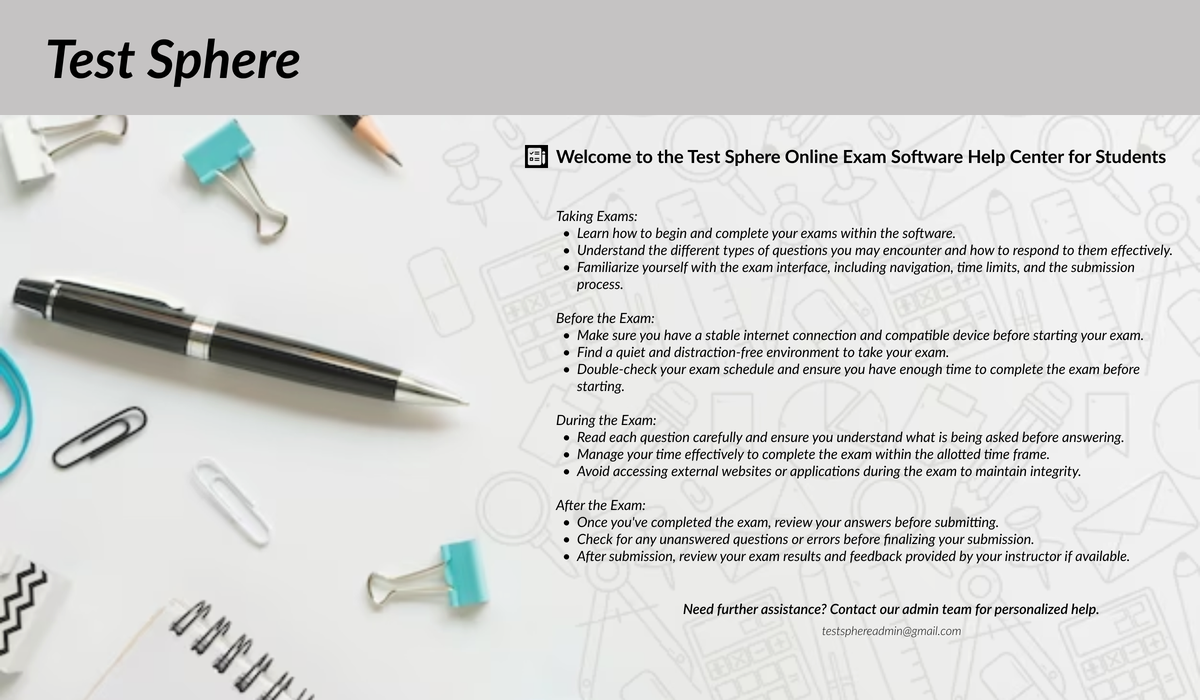 Test Sphere
Welcome to the Test Sphere Online Exam Software Help Center for Students
Taking Exams:
• Learn how to begin and complete your exams within the software.
• Understand the different types of questions you may encounter and how to respond to them effectively.
• Familiarize yourself with the exam interface, including navigation, time limits, and the submission
process.
Before the Exam:
• Make sure you have a stable internet connection and compatible device before starting your exam.
• Find a quiet and distraction-free environment to take your exam.
• Double-check your exam schedule and ensure you have enough time to complete the exam before
starting.
During the Exam:
• Read each question carefully and ensure you understand what is being asked before answering.
• Manage your time effectively to complete the exam within the allotted time frame.
• Avoid accessing external websites or applications during the exam to maintain integrity.
After the Exam:
• Once you've completed the exam, review your answers before submitting.
• Check for any unanswered questions or errors before finalizing your submission.
• After submission, review your exam results and feedback provided by your instructor if available.
Need further assistance? Contact our admin team for personalized help.
testsphereadmin@gmail.com